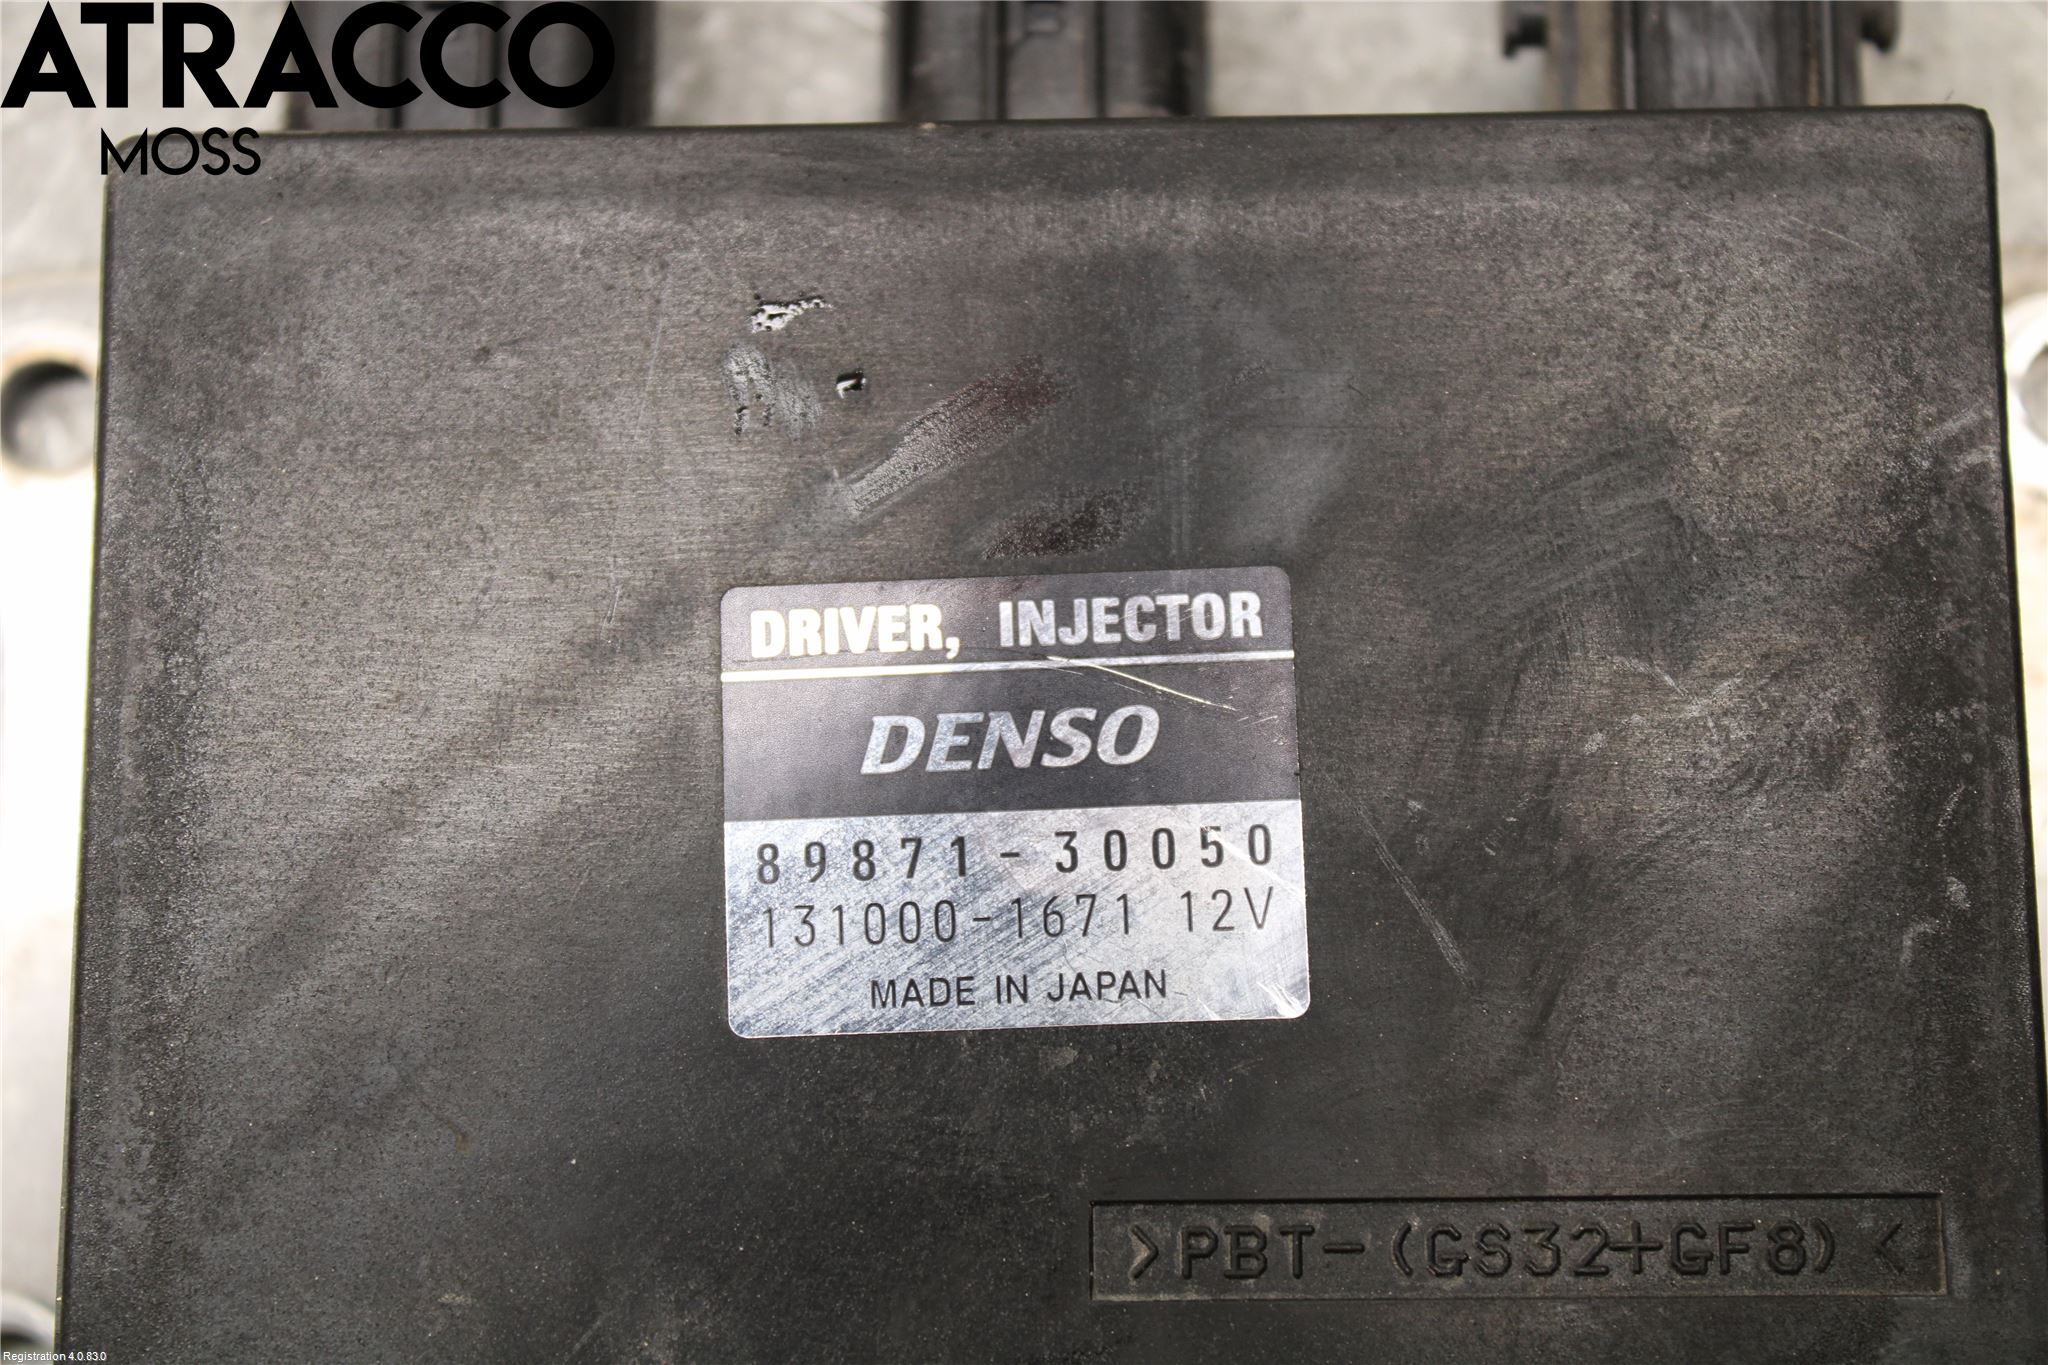 ATRACCO
MOSS
DRIVER, INJECTOR
DENSO
89871-30050
131000-1671 12V
MADE IN JAPAN
>PBT-(GS32+GF8)<
Registration 4.0.83.0